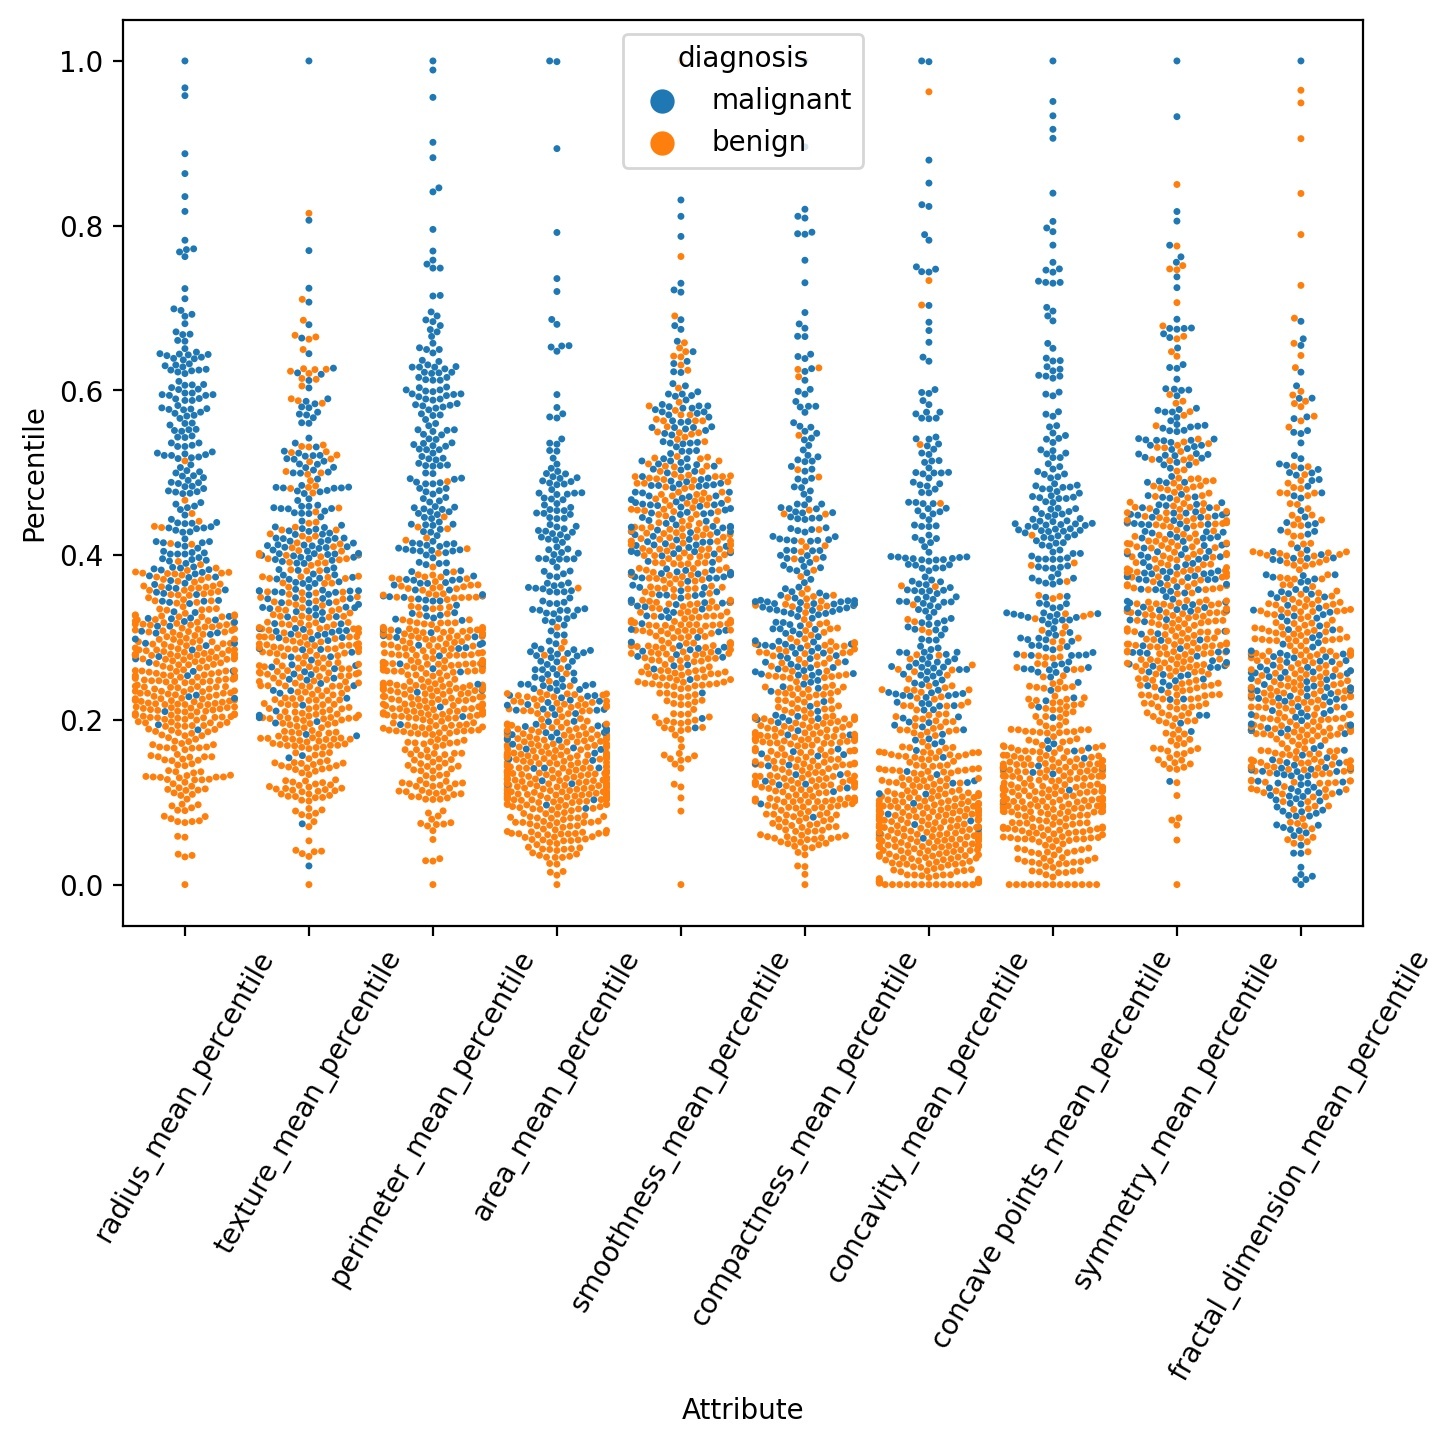 diagnosis
malignant
benign
1.0
0.8
0.6
0.4
0.2
0.0
Percentile
radius_mean_percentile
texture_mean_percentile
perimeter_mean_percentile
area_mean_percentile
smoothness_mean_percentile
compactness_mean_percentile
concavity_mean_percentile
concave points_mean_percentile
symmetry_mean_percentile
fractal_dimension_mean_percentile
Attribute